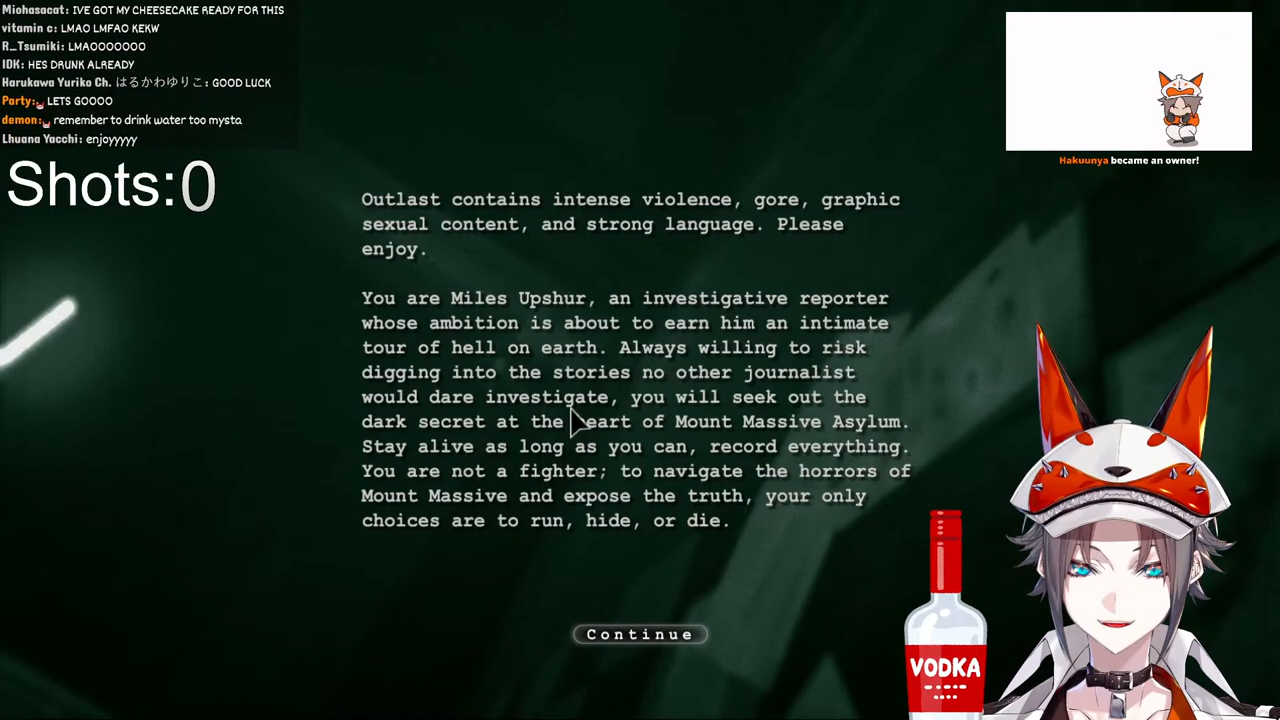 Miohasacat: IVE GOT MY CHEESECAKE READY FOR THIS
vitamin c: LMAO LMFAO KEKW
R_Tsumiki: LMAOOOOOOO
IDK: HES DRUNK ALREADY
Harukawa Yuriko Ch. はるかわゆりこ: GOOD LUCK
Party: LETS GOOOO
demon: remember to drink water too mysta
Lhuana Yacchi: enjoyyyyy
Shots:0
Hakuunya became an owner!
Outlast contains intense violence, gore, graphic
sexual content, and strong language. Please
enjoy.
You are Miles Upshur, an investigative reporter
whose ambition is about to earn him an intimate
tour of hell on earth. Always willing to risk
digging into the stories no other journalist
would dare investigate, you will seek out the
dark secret at the heart of Mount Massive Asylum.
Stay alive as long as you can, record everything.
You are not a fighter; to navigate the horrors of
Mount Massive and expose the truth, your only
choices are to run, hide, or die.
Continue
VODKA